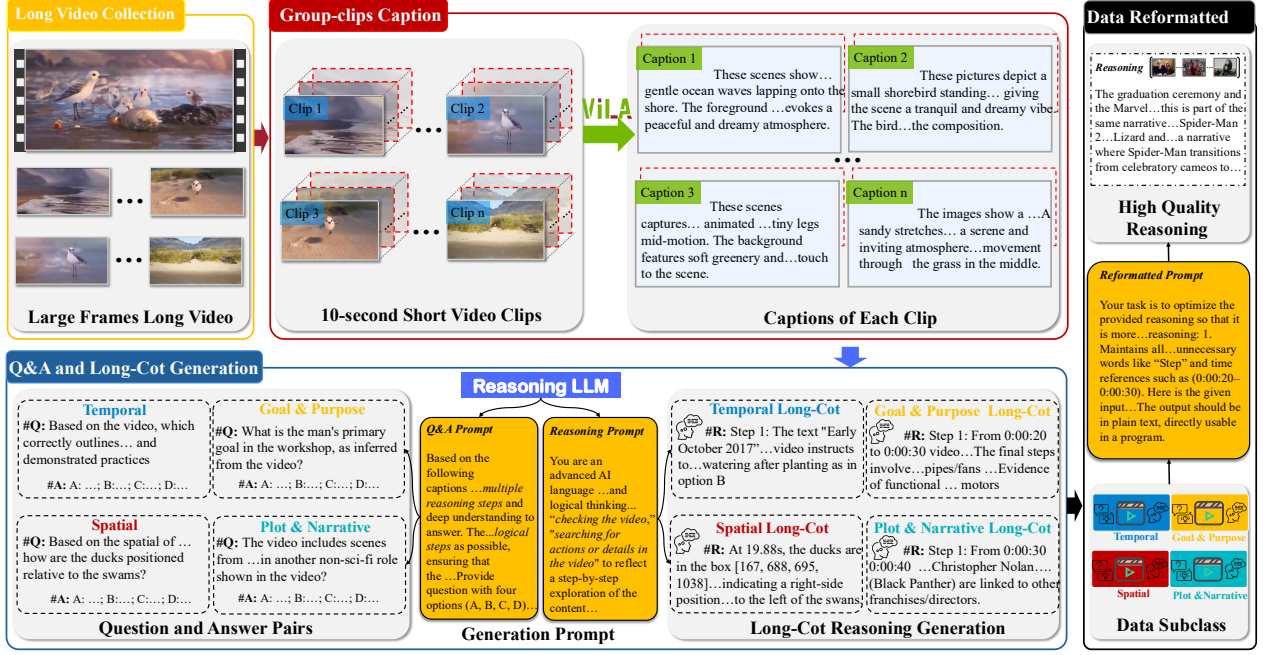 Long Video Collection
Large Frames Long Video
Group-clips Caption
Clip 1
Clip 2
Clip 3
Clip n
10-second Short Video Clips
ViLA
Caption 1
These scenes show…
gentle ocean waves lapping onto the
shore. The foreground …evokes a
peaceful and dreamy atmosphere.
Caption 2
These pictures depict a
small shorebird standing… giving
the scene a tranquil and dreamy vibe.
The bird…the composition.
Caption 3
These scenes
captures… animated …tiny legs
mid-motion. The background
features soft greenery and…touch
to the scene.
Caption n
The images show a …A
sandy stretches… a serene and
inviting atmosphere…movement
through the grass in the middle.
Captions of Each Clip
Q&A and Long-Cot Generation
Temporal
#Q: Based on the video, which
correctly outlines… and
demonstrated practices
#A: A: …; B:…; C:…; D:…
Goal & Purpose
#Q: What is the man's primary
goal in the workshop, as inferred
from the video?
#A: A: …; B:…; C:…; D:…
Spatial
#Q: Based on the spatial of …
how are the ducks positioned
relative to the swams?
#A: A: …; B:…; C:…; D:…
Plot & Narrative
#Q: The video includes scenes
from …in another non-sci-fi role
shown in the video?
#A: A: …; B:…; C:…; D:…
Question and Answer Pairs
Reasoning LLM
Q&A Prompt
Based on the
following
captions …multiple
reasoning steps and
deep understanding to
answer. The...logical
steps as possible,
ensuring that
the …Provide
question with four
options (A, B, C, D)…
Reasoning Prompt
You are an
advanced AI
language …and
logical thinking...
“checking the video,”
"searching for
actions or details in
the video" to reflect
a step-by-step
exploration of the
content…
Generation Prompt
Temporal Long-Cot
#R: Step 1: The text "Early
October 2017”…video instructs
to…watering after planting as in
option B
Goal & Purpose Long-Cot
#R: Step 1: From 0:00:20
to 0:00:30 video…The final steps
involve…pipes/fans …Evidence
of functional … motors
Spatial Long-Cot
#R: At 19.88s, the ducks are
in the box [167, 688, 695,
1038]…indicating a right-side
position…to the left of the swams
Plot & Narrative Long-Cot
#R: Step 1: From 0:00:30
0:00:40 …Christopher Nolan….
(Black Panther) are linked to other
franchises/directors.
Long-Cot Reasoning Generation
Data Reformatted
Reasoning
The graduation ceremony and
the Marvel…this is part of the
same narrative…Spider-Man
2…Lizard and…a narrative
where Spider-Man transitions
from celebratory cameos to…
High Quality
Reasoning
Reformatted Prompt
Your task is to optimize the
provided reasoning so that it
is more…reasoning: 1.
Maintains all…unnecessary
words like “Step” and time
references such as (0:00:20–
0:00:30). Here is the given
input…The output should be
in plain text, directly usable
in a program.
Temporal
Goal & Purpose
Spatial
Plot &Narrative
Data Subclass